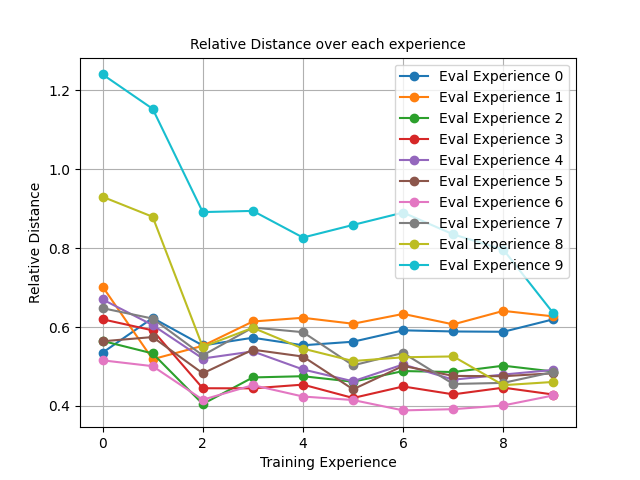 Relative Distance over each experience
Eval Experience 0
Eval Experience 1
Eval Experience 2
Eval Experience 3
Eval Experience 4
Eval Experience 5
Eval Experience 6
Eval Experience 7
Eval Experience 8
Eval Experience 9
Relative Distance
1.2
1.0
0.8
0.6
0.4
0 2 4 6 8
Training Experience